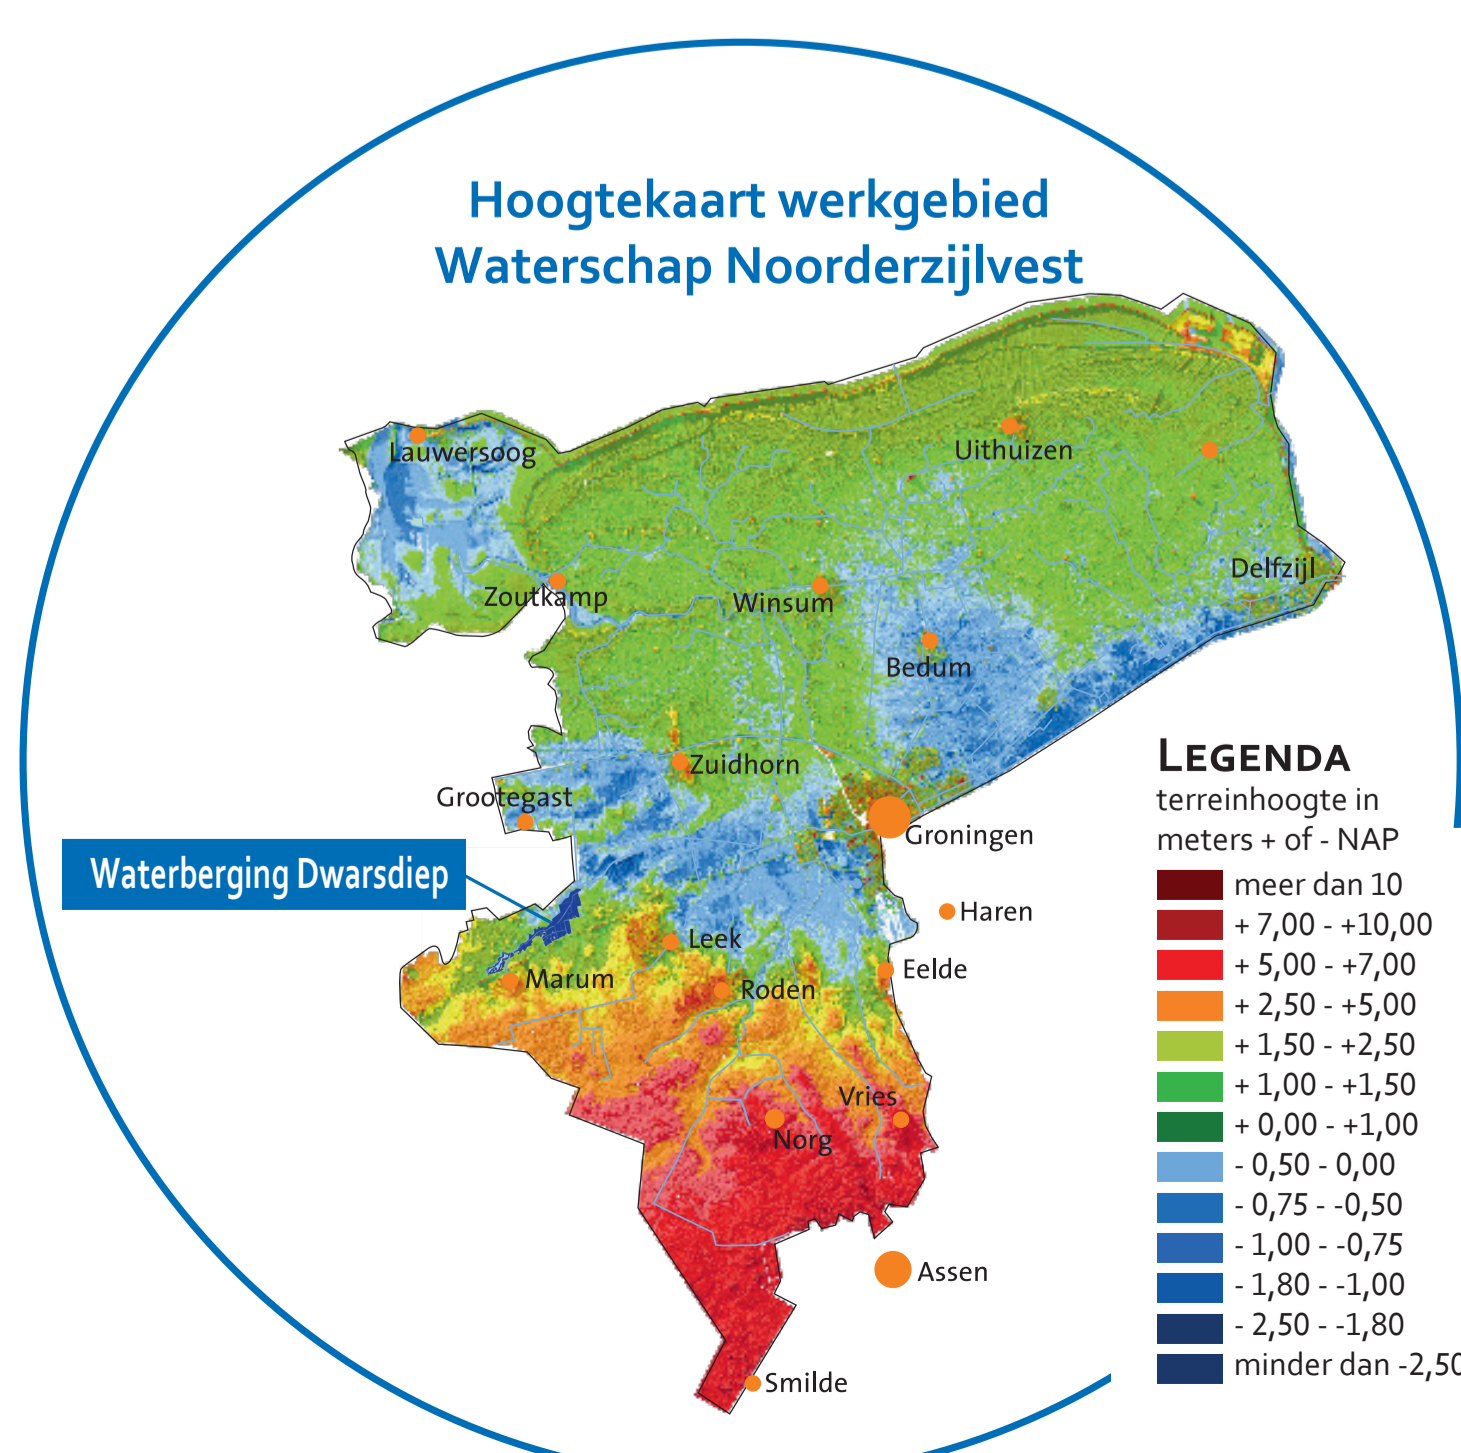 Hoogtekaart werkgebied
Waterschap Noorderzijlvest
Lauwersoog
Uithuizen
Delfzijl
Zoutkamp
Winsum
Bedum
Zuidhorn
Grootegast
Groningen
Waterberging Dwarsdiep
Haren
Leek
Eelde
Marum
Roden
Vries
Norg
Assen
Smilde
LEGENDA
terreinhoogte in
meters + of - NAP
meer dan 10
+ 7,00 - +10,00
+ 5,00 - +7,00
+ 2,50 - +5,00
+ 1,50 - +2,50
+ 1,00 - +1,50
+ 0,00 - +1,00
- 0,50 - 0,00
- 0,75 - -0,50
- 1,00 - -0,75
- 1,80 - -1,00
- 2,50 - -1,80
minder dan -2,50